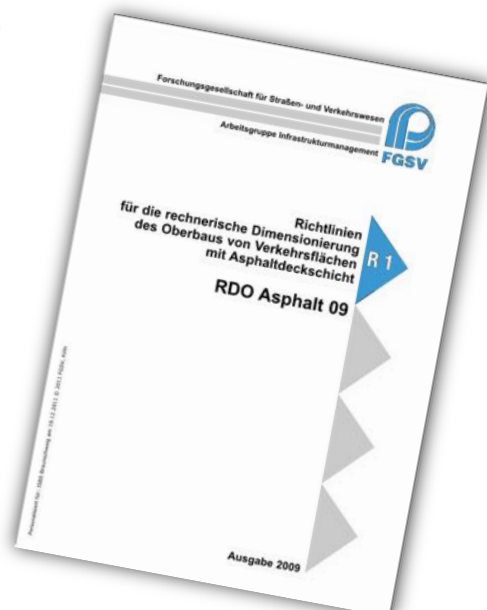 Forschungsgesellschaft für Straßen- und Verkehrswesen
Arbeitsgruppe Infrastrukturmanagement
FGSV
Richtlinien
für die rechnerische Dimensionierung
des Oberbaus von Verkehrsflächen
mit Asphaltdeckschicht
R 1
RDO Asphalt 09
Ausgabe 2009